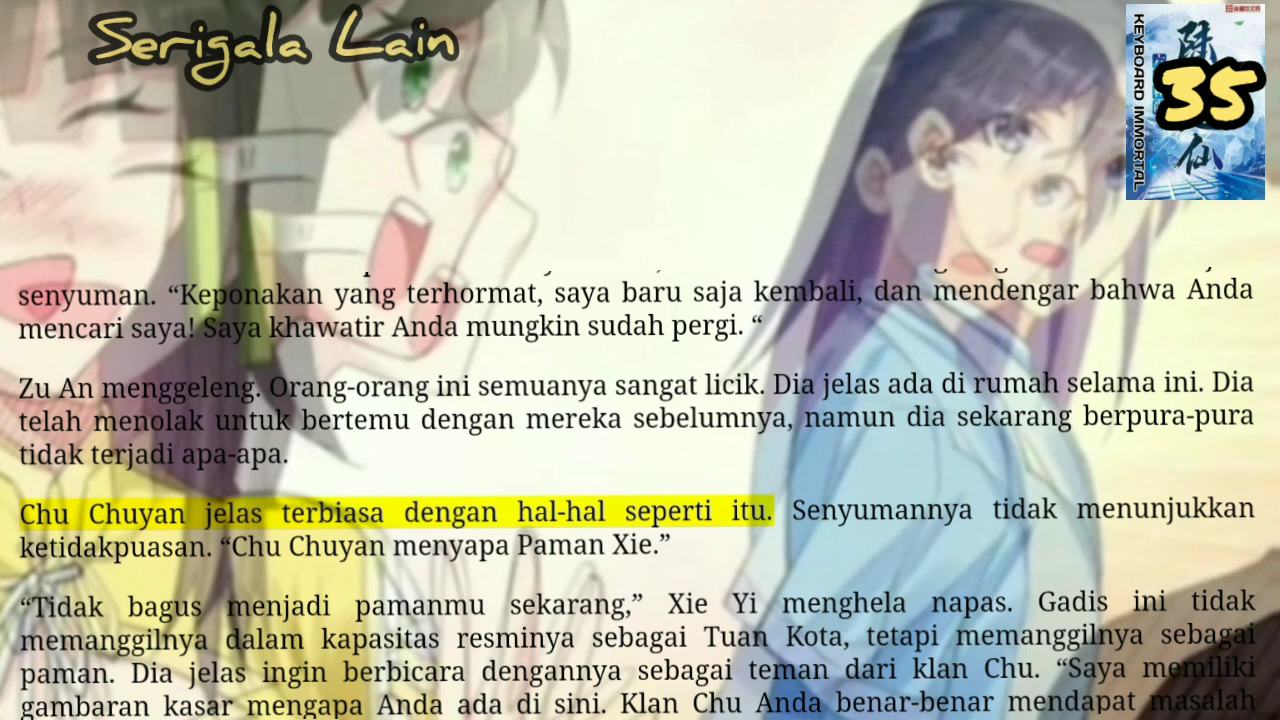 Serigala Lain
KEYBOARD IMMORTAL
35
仙
senyuman. “Keponakan yang terhormat, saya baru saja kembali, dan mendengar bahwa Anda
mencari saya! Saya khawatir Anda mungkin sudah pergi. “
Zu An menggeleng. Orang-orang ini semuanya sangat licik. Dia jelas ada di rumah selama ini. Dia
telah menolak untuk bertemu dengan mereka sebelumnya, namun dia sekarang berpura-pura
tidak terjadi apa-apa.
Chu Chuyan jelas terbiasa dengan hal-hal seperti itu. Senyumannya tidak menunjukkan
ketidakpuasan. “Chu Chuyan menyapa Paman Xie.”
“Tidak bagus menjadi pamanmu sekarang,” Xie Yi menghela napas. Gadis ini tidak
memanggilnya dalam kapasitas resminya sebagai Tuan Kota, tetapi memanggilnya sebagai
paman. Dia jelas ingin berbicara dengannya sebagai teman dari klan Chu. “Saya memiliki
gambaran kasar mengapa Anda ada di sini. Klan Chu Anda benar-benar mendapat masalah